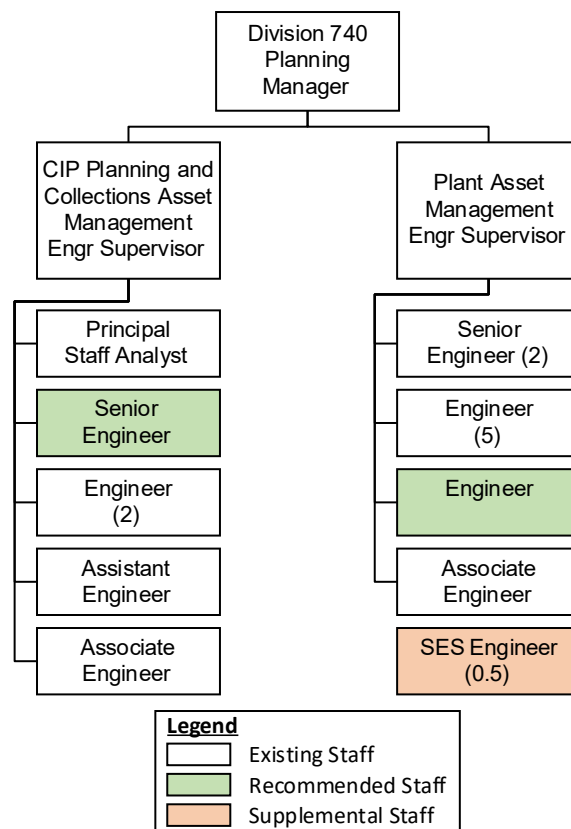 Division 740
Planning
Manager
CIP Planning and
Collections Asset
Management
Engr Supervisor
Principal
Staff Analyst
Senior
Engineer
Engineer
(2)
Assistant
Engineer
Associate
Engineer
Plant Asset
Management
Engr Supervisor
Senior
Engineer (2)
Engineer
(5)
Engineer
Associate
Engineer
SES Engineer
(0.5)
Legend
Existing Staff
Recommended Staff
Supplemental Staff